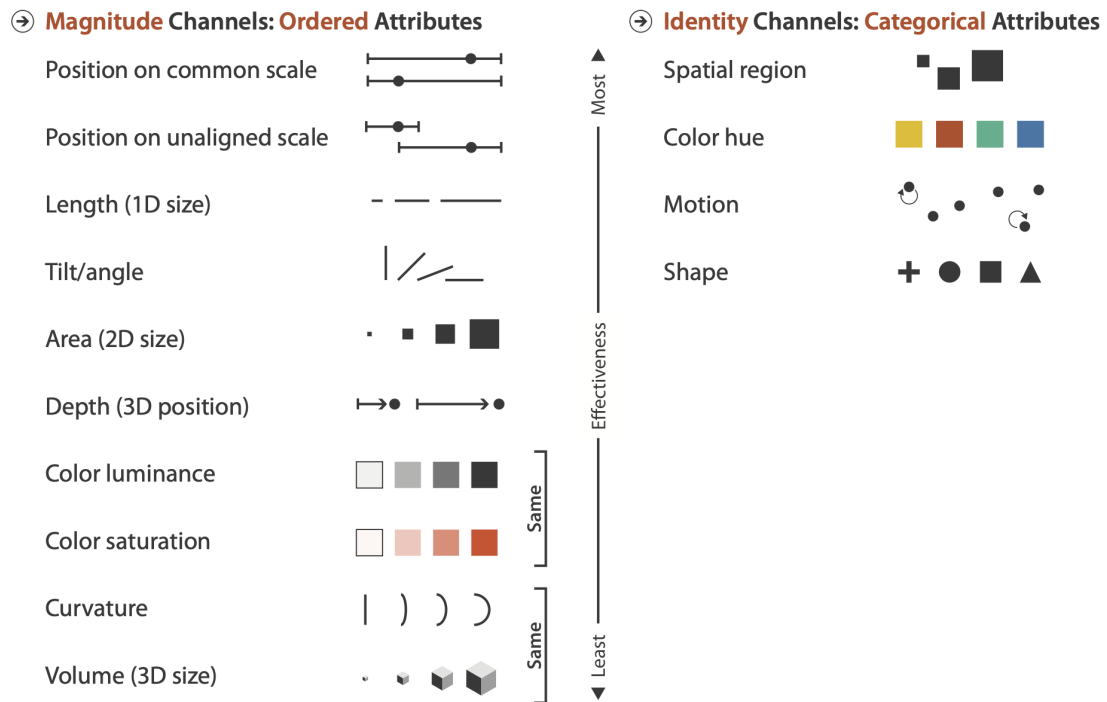 Magnitude Channels: Ordered Attributes
Position on common scale
Position on unaligned scale
Length (1D size)
Tilt/angle
Area (2D size)
Depth (3D position)
Color luminance
Color saturation
Same
Curvature
Volume (3D size)
Same
Most
Effectiveness
Least
Identity Channels: Categorical Attributes
Spatial region
Color hue
Motion
Shape